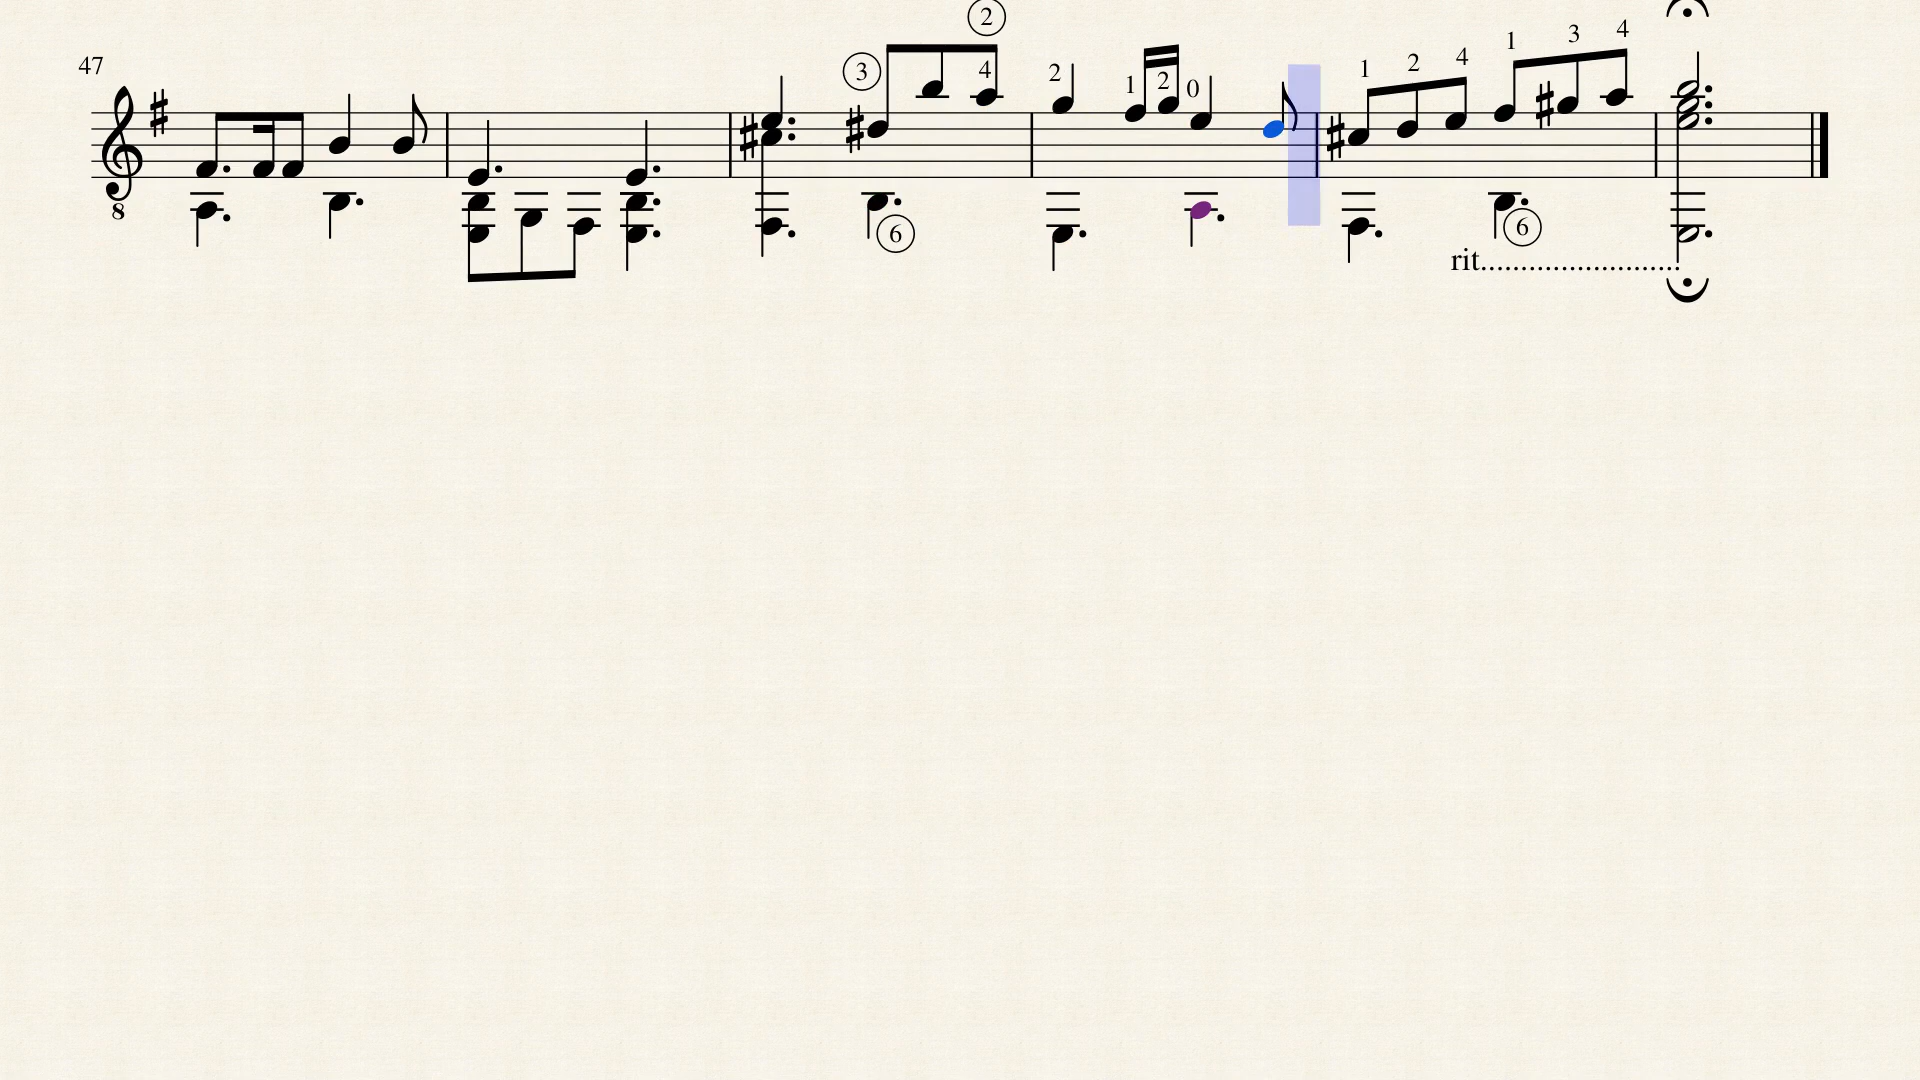 2
47 3 4 2 1 2 0 1 2 4 1 3 4
8 6 6
rit........................